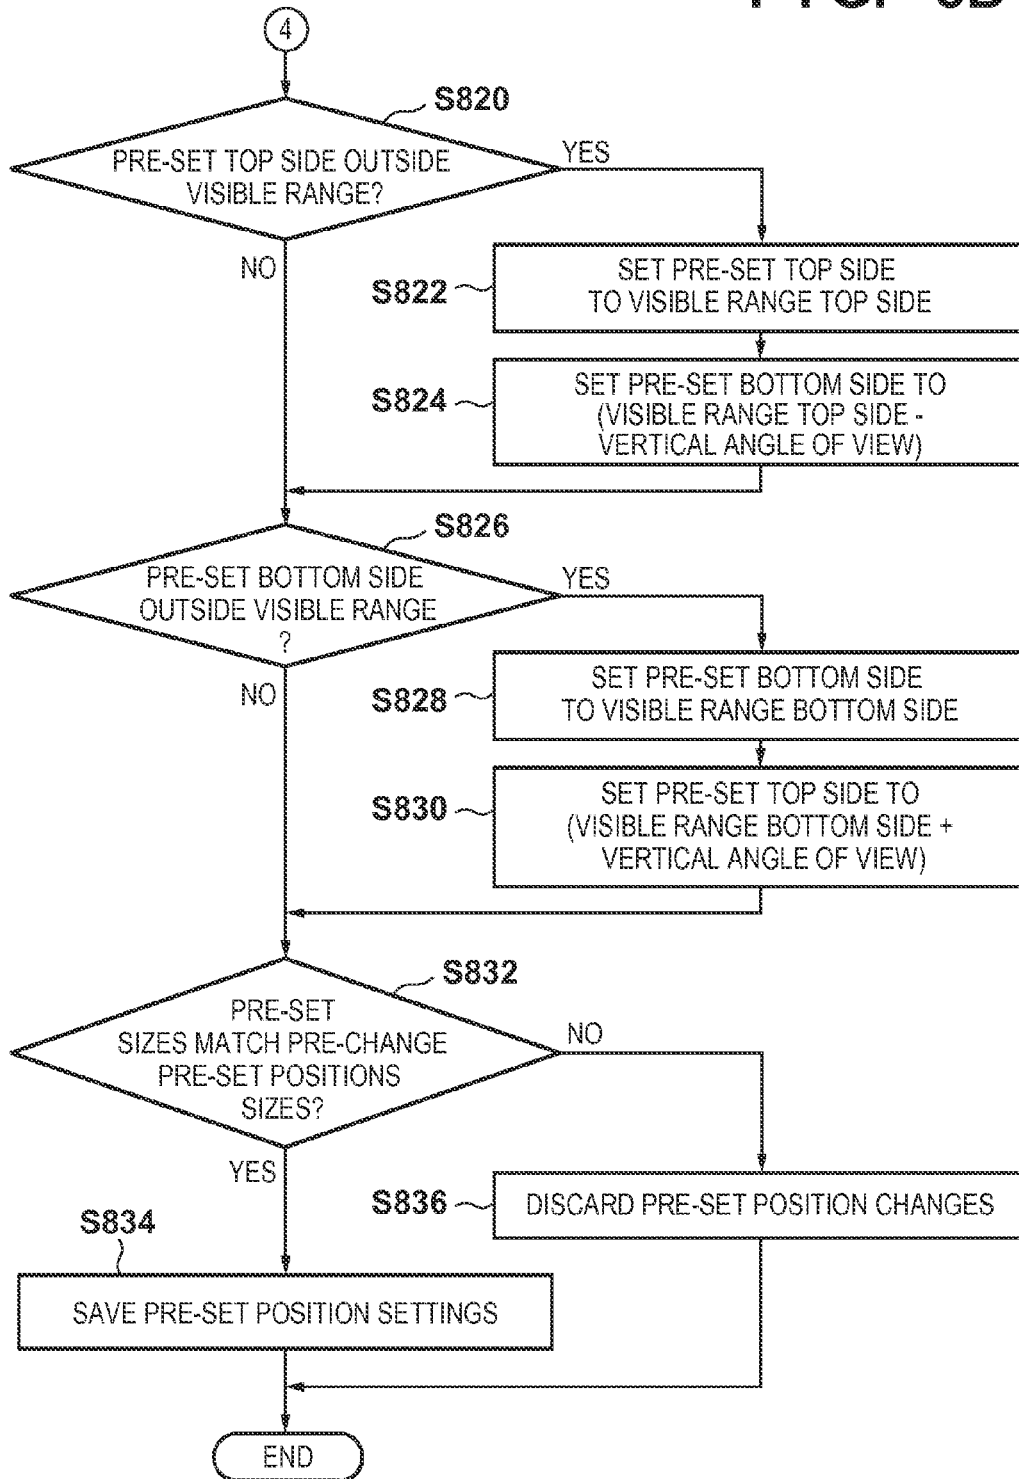 4
S820
PRE-SET TOP SIDE OUTSIDE
VISIBLE RANGE?
YES
NO
S822
SET PRE-SET TOP SIDE
TO VISIBLE RANGE TOP SIDE
S824
SET PRE-SET BOTTOM SIDE TO
(VISIBLE RANGE TOP SIDE -
VERTICAL ANGLE OF VIEW)
S826
PRE-SET BOTTOM SIDE
OUTSIDE VISIBLE RANGE
?
YES
NO
S828
SET PRE-SET BOTTOM SIDE
TO VISIBLE RANGE BOTTOM SIDE
S830
SET PRE-SET TOP SIDE TO
(VISIBLE RANGE BOTTOM SIDE +
VERTICAL ANGLE OF VIEW)
S832
PRE-SET
SIZES MATCH PRE-CHANGE
PRE-SET POSITIONS
SIZES?
NO
YES
S836
DISCARD PRE-SET POSITION CHANGES
S834
SAVE PRE-SET POSITION SETTINGS
END